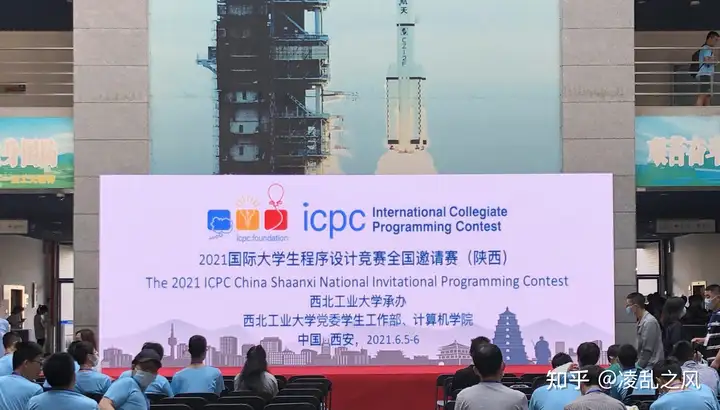 航天
icpc.foundation
icpc International Collegiate
Programming Contest
2021国际大学生程序设计竞赛全国邀请赛（陕西）
The 2021 ICPC China Shaanxi National Invitational Programming Contest
西北工业大学承办
西北工业大学党委学生工作部、计算机学院
中国，西安，2021.6.5-6
知乎 @凌乱之风